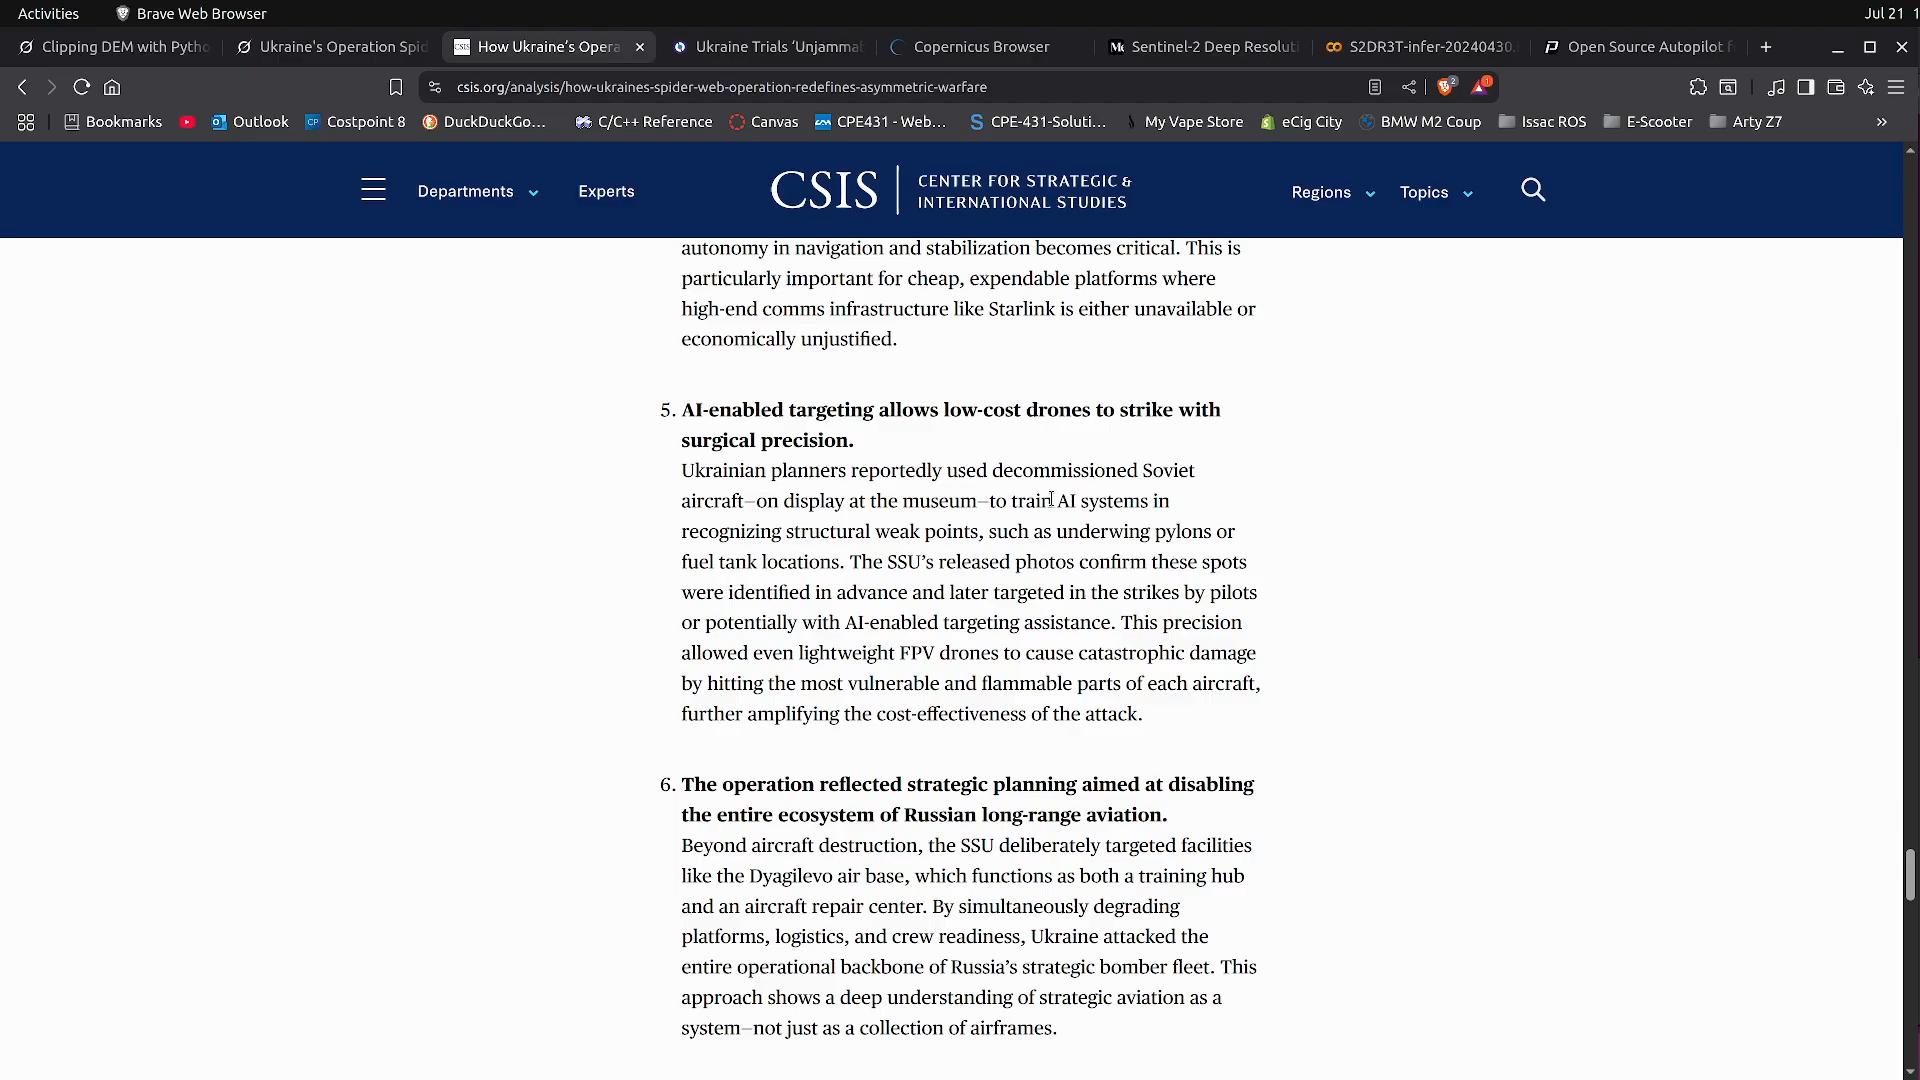 Activities
Brave Web Browser
Jul 21 1
Clipping DEM with Pytho
Ukraine's Operation Spid
CSIS How Ukraine's Opera
Ukraine Trials 'Unjamma
Copernicus Browser
Sentinel-2 Deep Resoluti
S2DR3T-infer-20240430.
Open Source Autopilot f
csis.org/analysis/how-ukraines-spider-web-operation-redefines-asymmetric-warfare
2
1
Bookmarks
Outlook
CP Costpoint 8
DuckDuckGo...
C/C++ Reference
Canvas
CPE431 - Web...
S CPE-431-Soluti...
My Vape Store
eCig City
BMW M2 Coup
Issac ROS
E-Scooter
Arty Z7
Departments
Experts
CSIS
CENTER FOR STRATEGIC &
INTERNATIONAL STUDIES
Regions
Topics
autonomy in navigation and stabilization becomes critical. This is
particularly important for cheap, expendable platforms where
high-end comms infrastructure like Starlink is either unavailable or
economically unjustified.
5. AI-enabled targeting allows low-cost drones to strike with
surgical precision.
Ukrainian planners reportedly used decommissioned Soviet
aircraft—on display at the museum—to train AI systems in
recognizing structural weak points, such as underwing pylons or
fuel tank locations. The SSU's released photos confirm these spots
were identified in advance and later targeted in the strikes by pilots
or potentially with AI-enabled targeting assistance. This precision
allowed even lightweight FPV drones to cause catastrophic damage
by hitting the most vulnerable and flammable parts of each aircraft,
further amplifying the cost-effectiveness of the attack.
6. The operation reflected strategic planning aimed at disabling
the entire ecosystem of Russian long-range aviation.
Beyond aircraft destruction, the SSU deliberately targeted facilities
like the Dyagilevo air base, which functions as both a training hub
and an aircraft repair center. By simultaneously degrading
platforms, logistics, and crew readiness, Ukraine attacked the
entire operational backbone of Russia's strategic bomber fleet. This
approach shows a deep understanding of strategic aviation as a
system—not just as a collection of airframes.